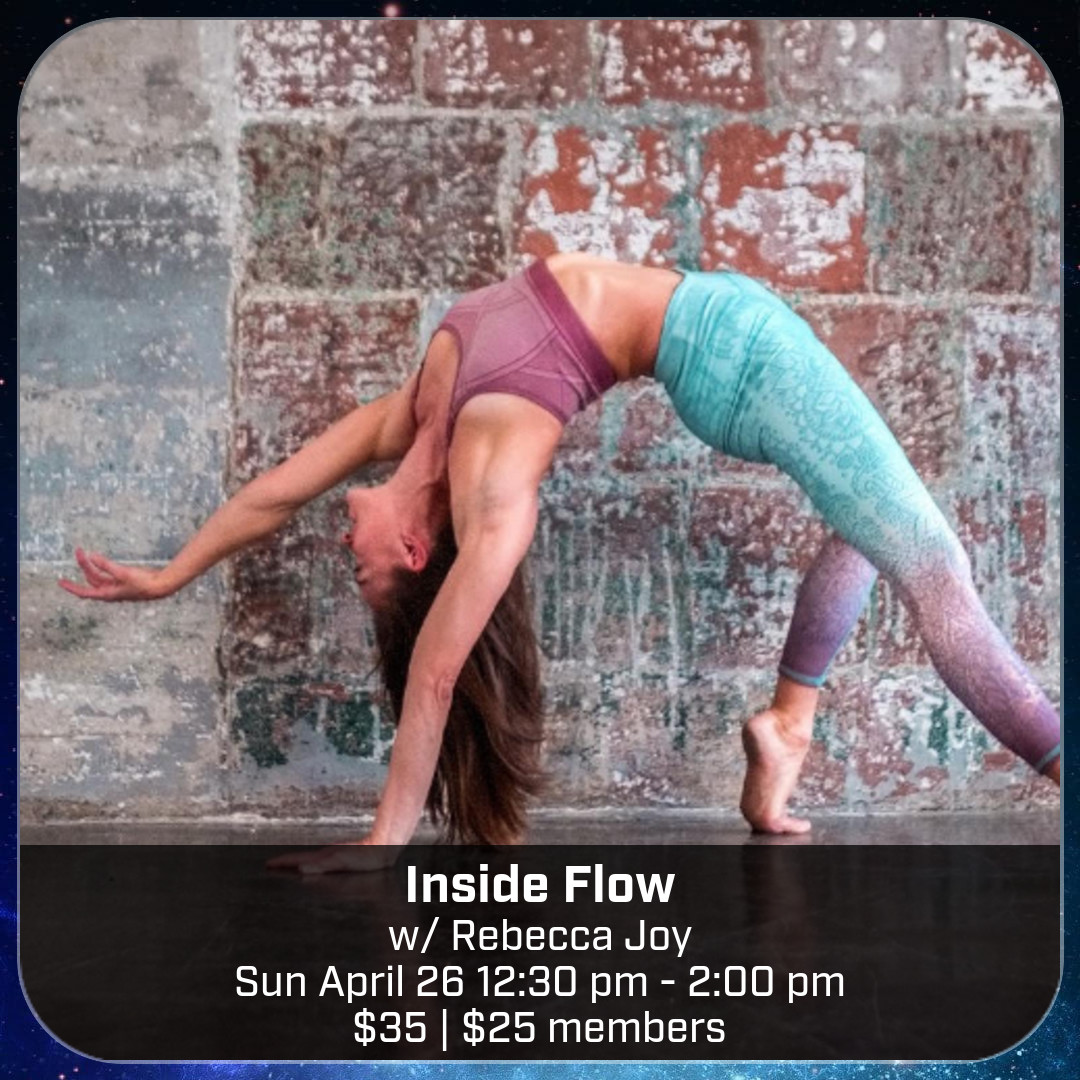 Inside Flow
w/ Rebecca Joy
Sun April 26 12:30 pm - 2:00 pm
$35 | $25 members